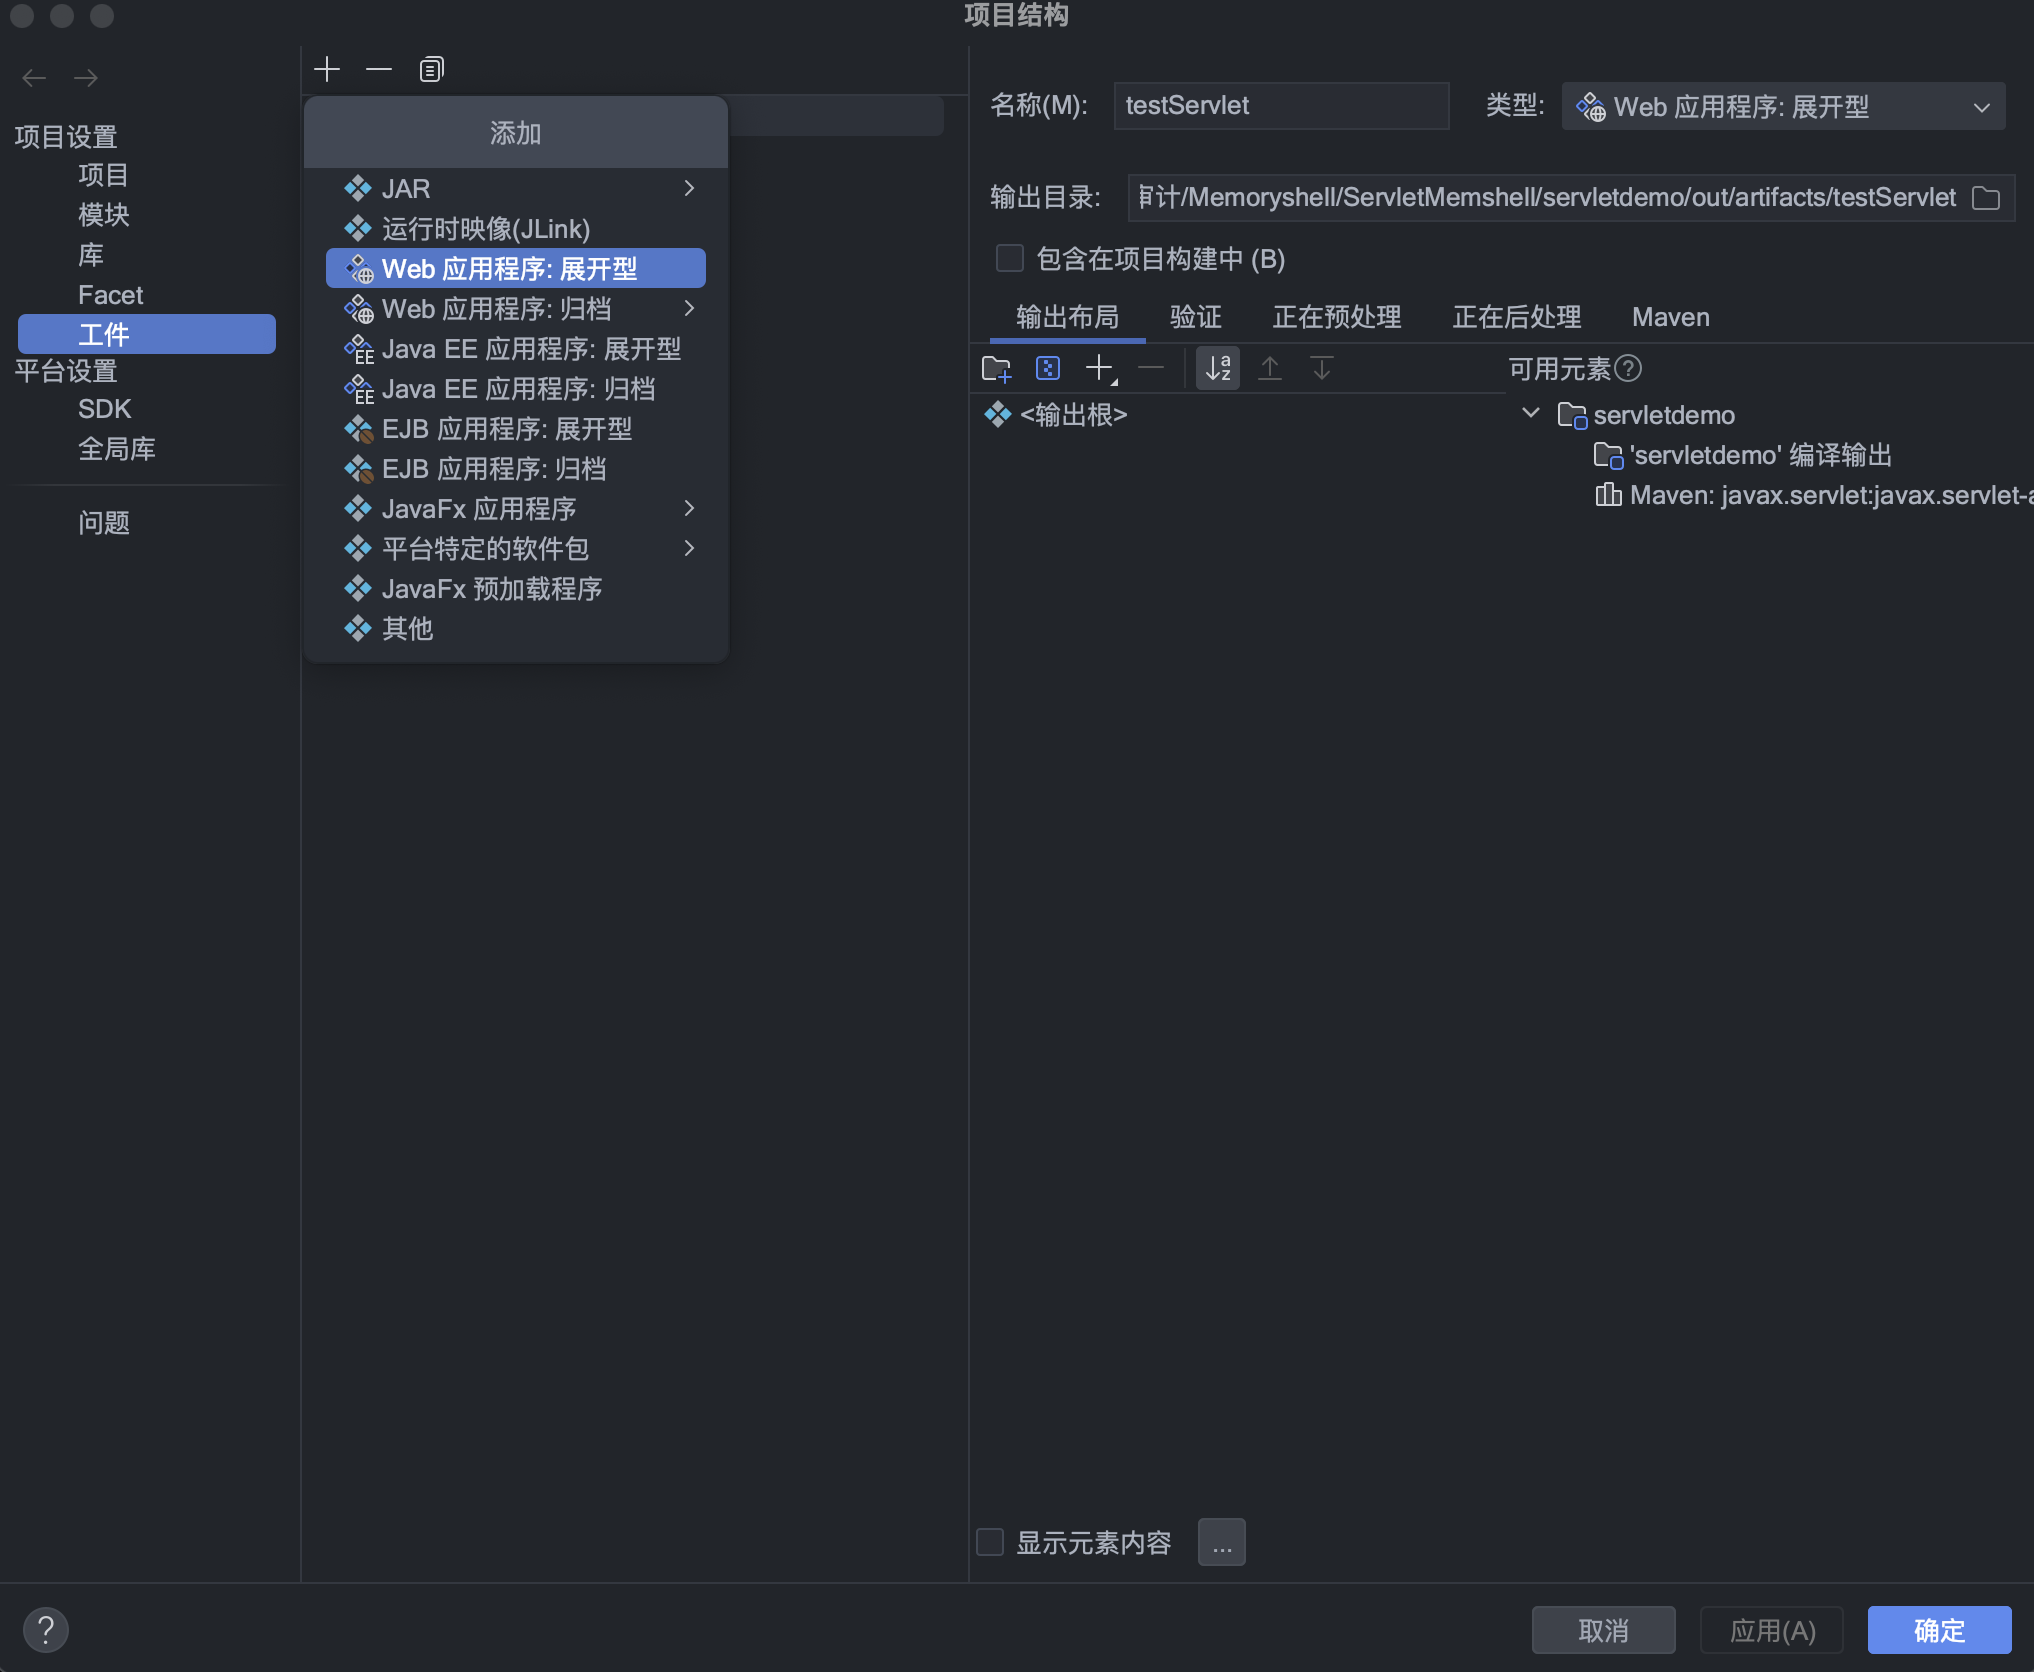 项目结构
项目设置
项目
模块
库
Facet
工件
平台设置
SDK
全局库
问题
添加
JAR
运行时映像(JLink)
Web 应用程序: 展开型
Web 应用程序: 归档
Java EE 应用程序: 展开型
Java EE 应用程序: 归档
EJB 应用程序: 展开型
EJB 应用程序: 归档
JavaFx 应用程序
平台特定的软件包
JavaFx 预加载程序
其他
名称(M): testServlet 类型: Web 应用程序: 展开型
输出目录: 审计/Memoryshell/ServletMemshell/servletdemo/out/artifacts/testServlet
包含在项目构建中 (B)
输出布局 验证 正在预处理 正在后处理 Maven
可用元素
<输出根>
servletdemo
'servletdemo' 编译输出
Maven: javax.servlet:javax.servlet-a
显示元素内容 ...
取消 应用(A) 确定